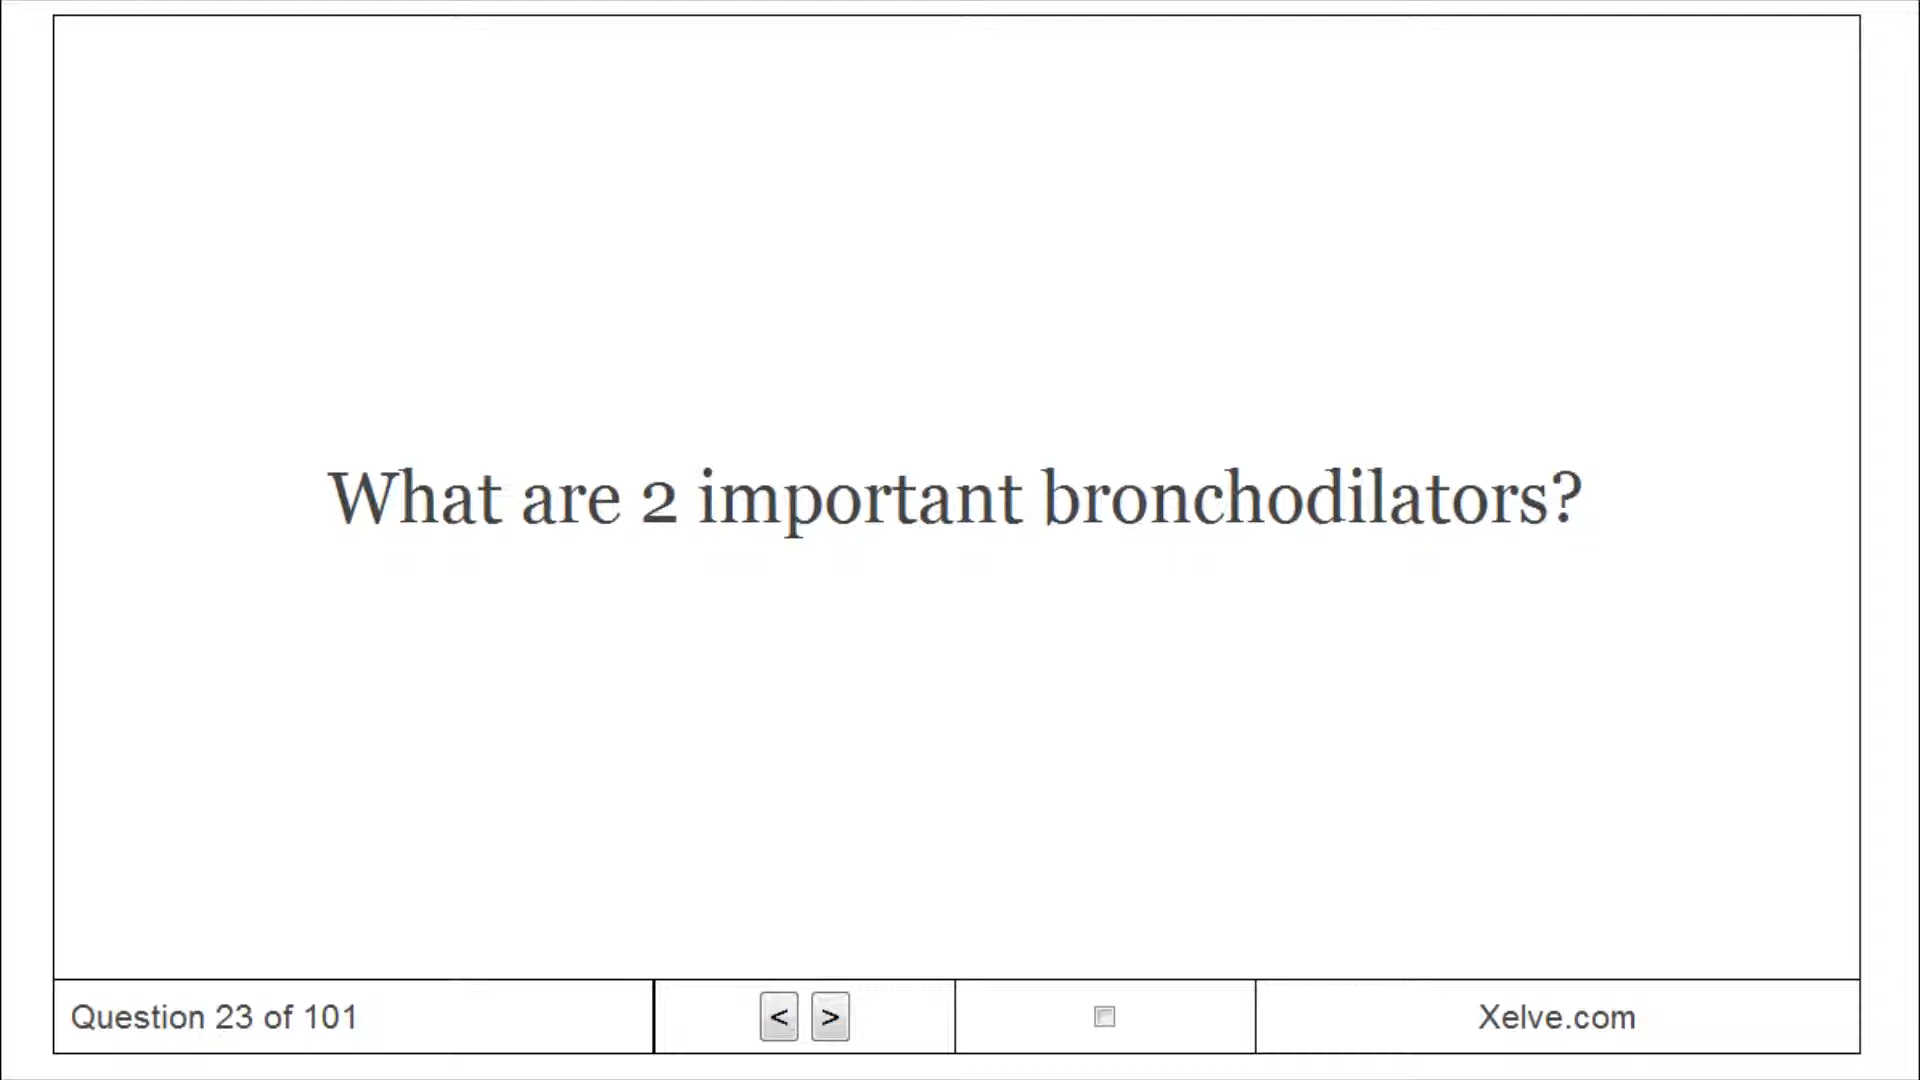 What are 2 important bronchodilators?
Question 23 of 101
< >
Xelve.com